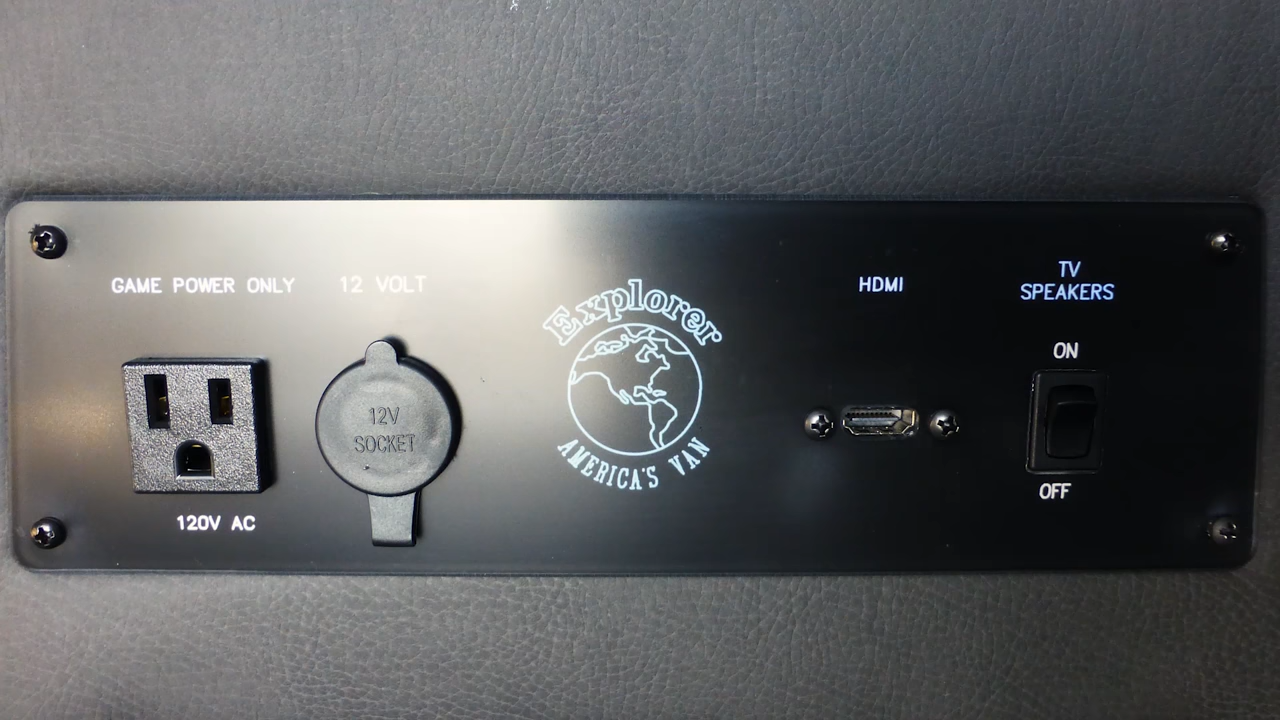 GAME POWER ONLY
12 VOLT
120V AC
12V
SOCKET
Explorer
AMERICA'S VAN
HDMI
TV
SPEAKERS
ON
OFF